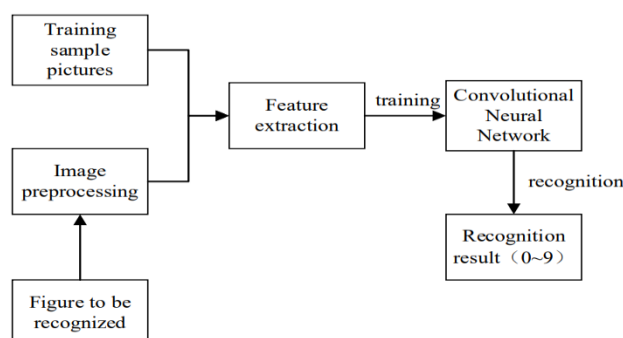 Training
sample
pictures
Feature
extraction
training
Convolutional
Neural
Network
Image
preprocessing
recognition
Recognition
result（0~9）
Figure to be
recognized